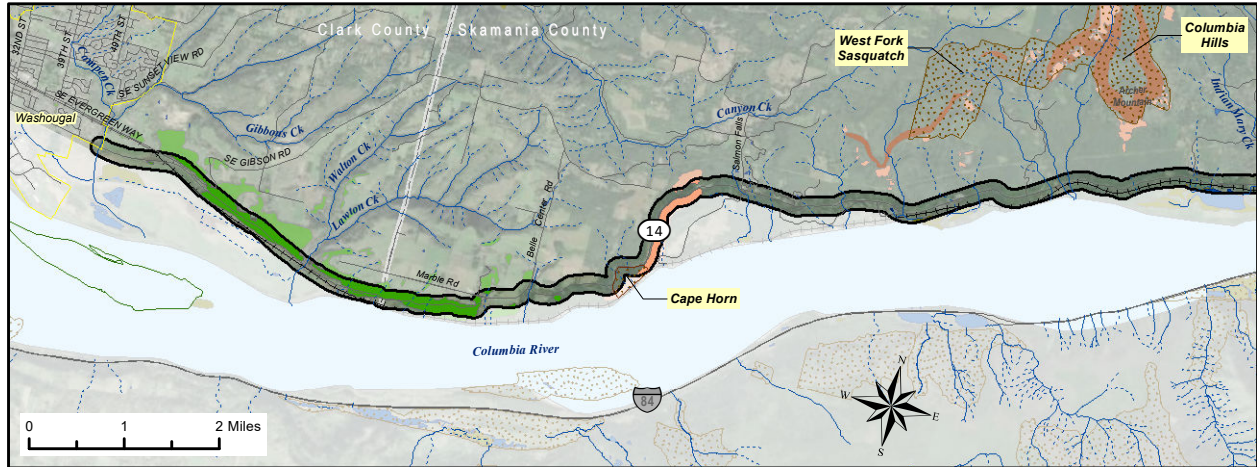 Clark County
Skamania County
32ND ST
39TH ST
49TH ST
Campen Ck
SE SUNSET VIEW RD
SE EVERGREEN WAY
Washougal
Gibbons Ck
SE GIBSON RD
Walton Ck
Lawton Ck
Marble Rd
Belle Center Rd
14
Cape Horn
Canyon Ck
Salmon Falls
West Fork
Sasquatch
Columbia
Hills
Archer
Mountain
Indian Mary Ck
Columbia River
84
N
W
E
S
0 1 2 Miles